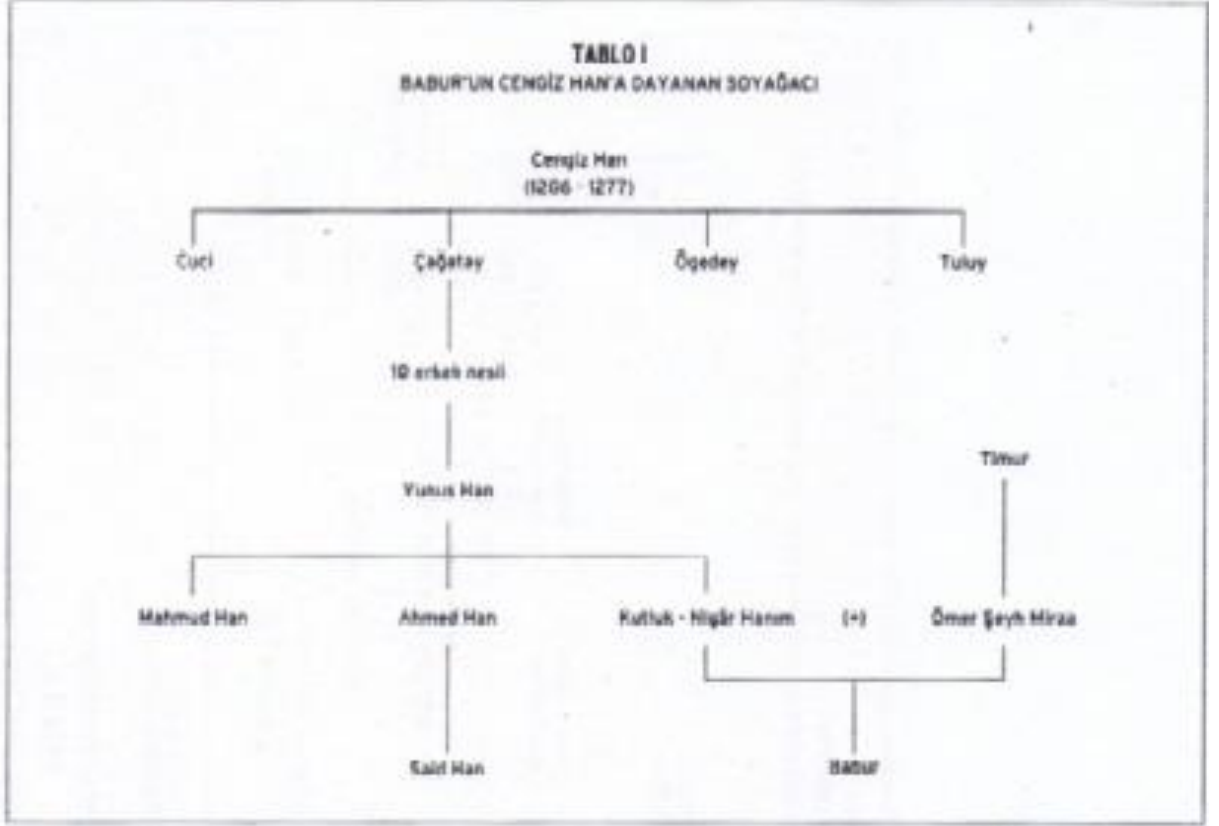 TABLO I
BABUR'UN CENGİZ HAN'A DAYANAN SOYAĞACI
Cengiz Han
(1206 - 1277)
Cuci Çağatay Ögedey Tuluy
10 erkek nesli
Timur
Yunus Han
Mahmud Han Ahmed Han Kutluk - Nigâr Hanım (+) Ömer Şeyh Mirza
Said Han Babur